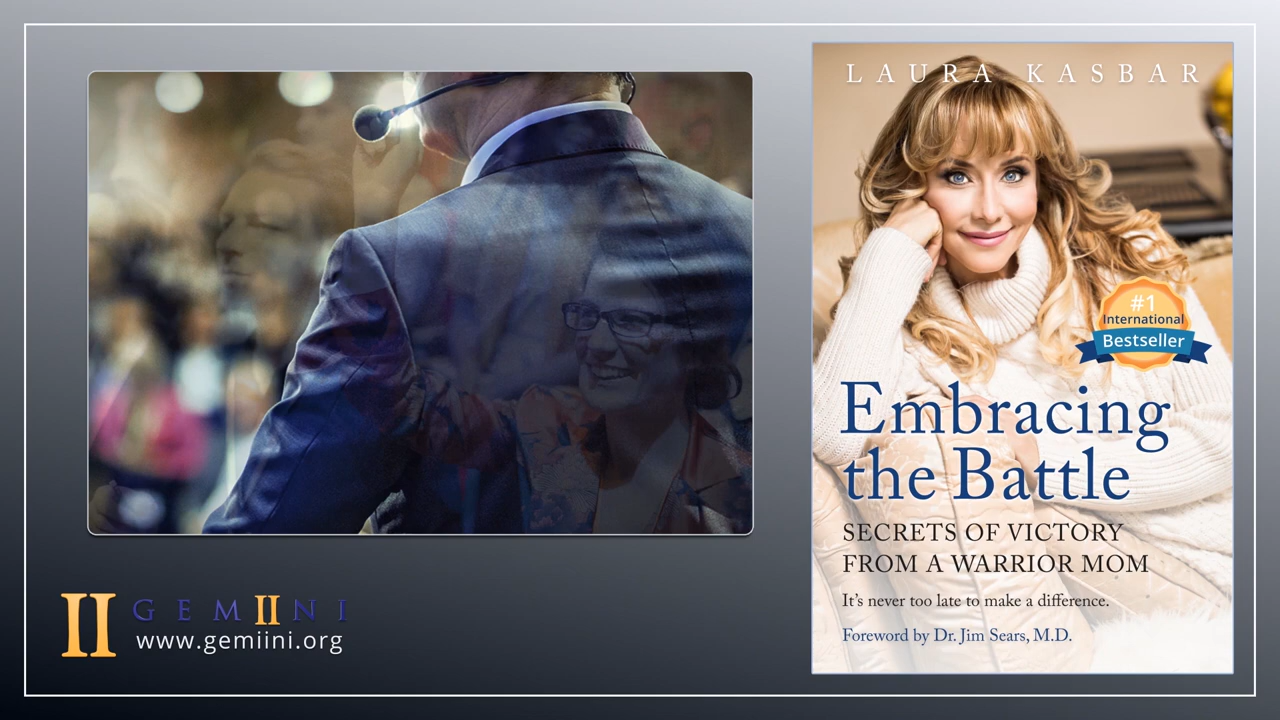 LAURA KASBAR
#1
International
Bestseller
Embracing
the Battle
SECRETS OF VICTORY
FROM A WARRIOR MOM
It's never too late to make a difference.
Foreword by Dr. Jim Sears, M.D.
II GEMIINI
www.gemiini.org